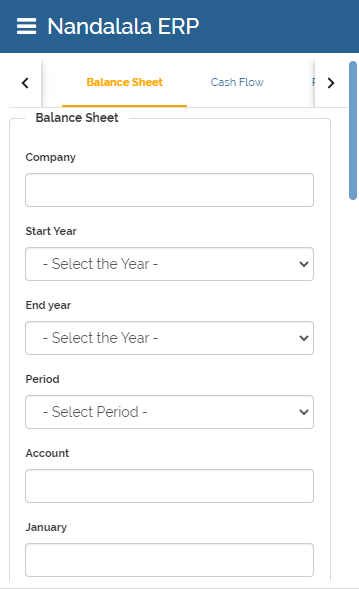 Nandalala ERP
Balance Sheet Cash Flow
Balance Sheet
Company
Start Year
- Select the Year -
End year
- Select the Year -
Period
- Select Period -
Account
January